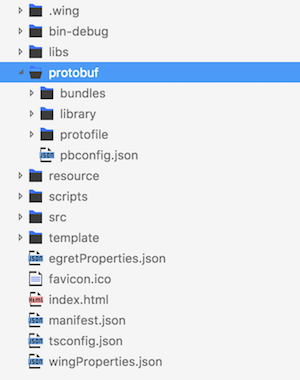 .wing
bin-debug
libs
protobuf
bundles
library
protofile
pbconfig.json
resource
scripts
src
template
egretProperties.json
favicon.ico
index.html
manifest.json
tsconfig.json
wingProperties.json